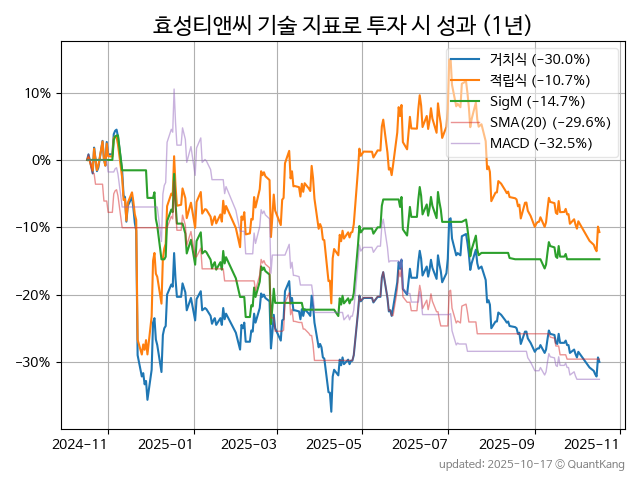 효성티앤씨 기술 지표로 투자 시 성과 (1년)
거치식 (−30.0%)
적립식 (−10.7%)
SigM (−14.7%)
SMA(20) (−29.6%)
MACD (−32.5%)
10%
0%
−10%
−20%
−30%
2024−11
2025−01
2025−03
2025−05
2025−07
2025−09
2025−11
updated: 2025-10-17 © QuantKang